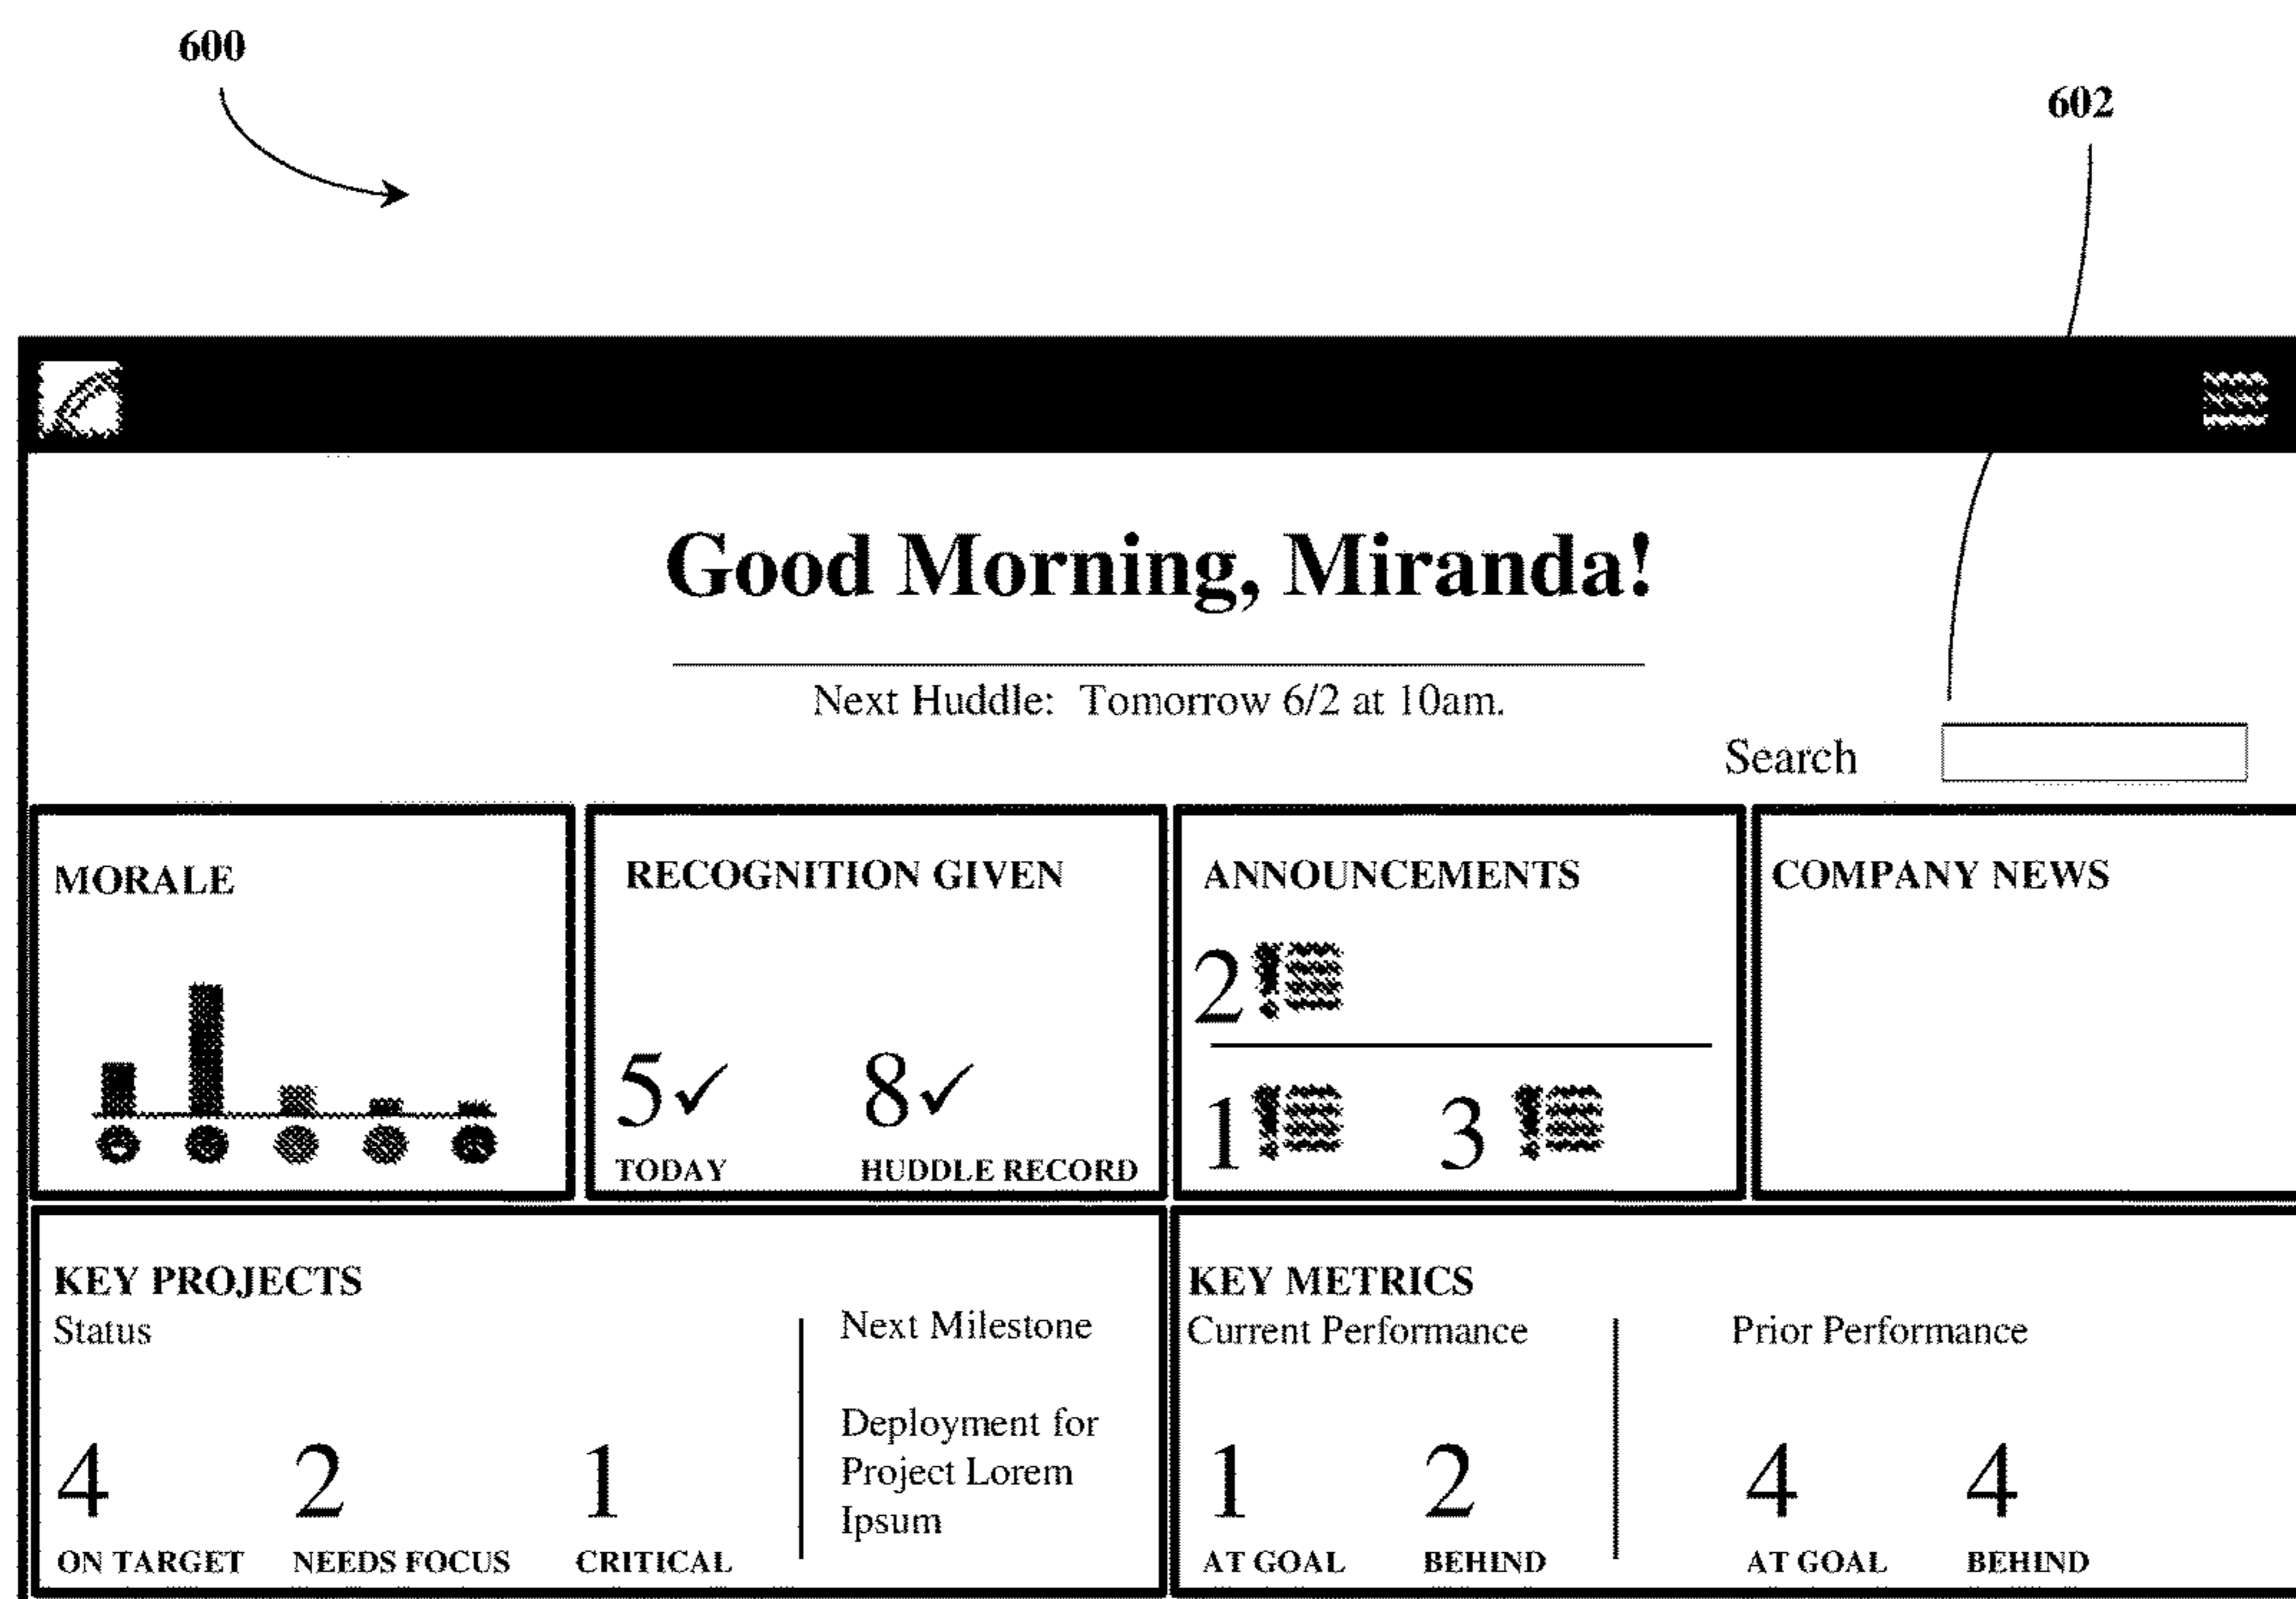 600
602
Good Morning, Miranda!
Next Huddle: Tomorrow 6/2 at 10am.
Search
MORALE
RECOGNITION GIVEN
5✓ 8✓
TODAY HUDDLE RECORD
ANNOUNCEMENTS
2
1 3
COMPANY NEWS
KEY PROJECTS
Status
4 2 1
ON TARGET NEEDS FOCUS CRITICAL
Next Milestone
Deployment for
Project Lorem
Ipsum
KEY METRICS
Current Performance Prior Performance
1 2 4 4
AT GOAL BEHIND AT GOAL BEHIND